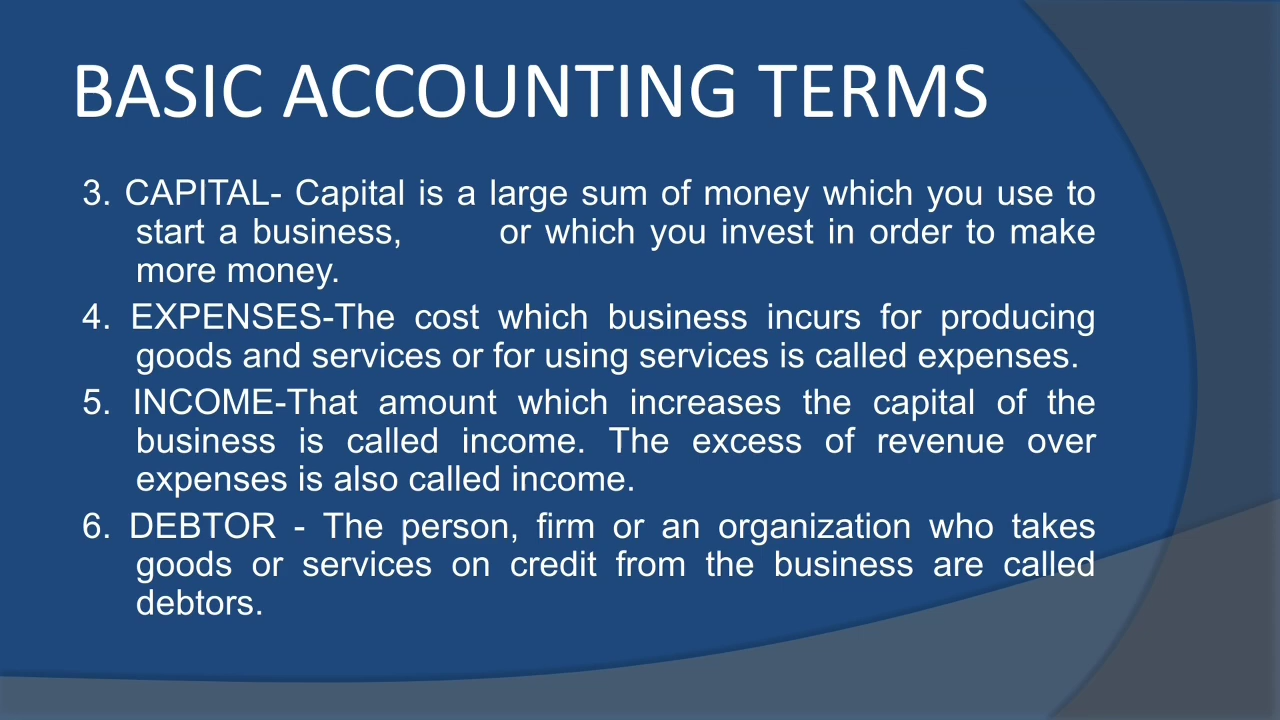 BASIC ACCOUNTING TERMS
3. CAPITAL- Capital is a large sum of money which you use to
start a business, or which you invest in order to make
more money.
4. EXPENSES-The cost which business incurs for producing
goods and services or for using services is called expenses.
5. INCOME-That amount which increases the capital of the
business is called income. The excess of revenue over
expenses is also called income.
6. DEBTOR - The person, firm or an organization who takes
goods or services on credit from the business are called
debtors.